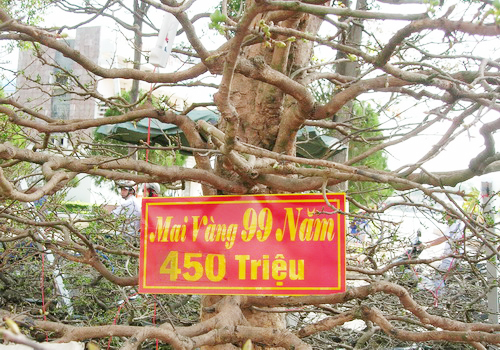 Mai Vàng 99 Năm
450 Triệu